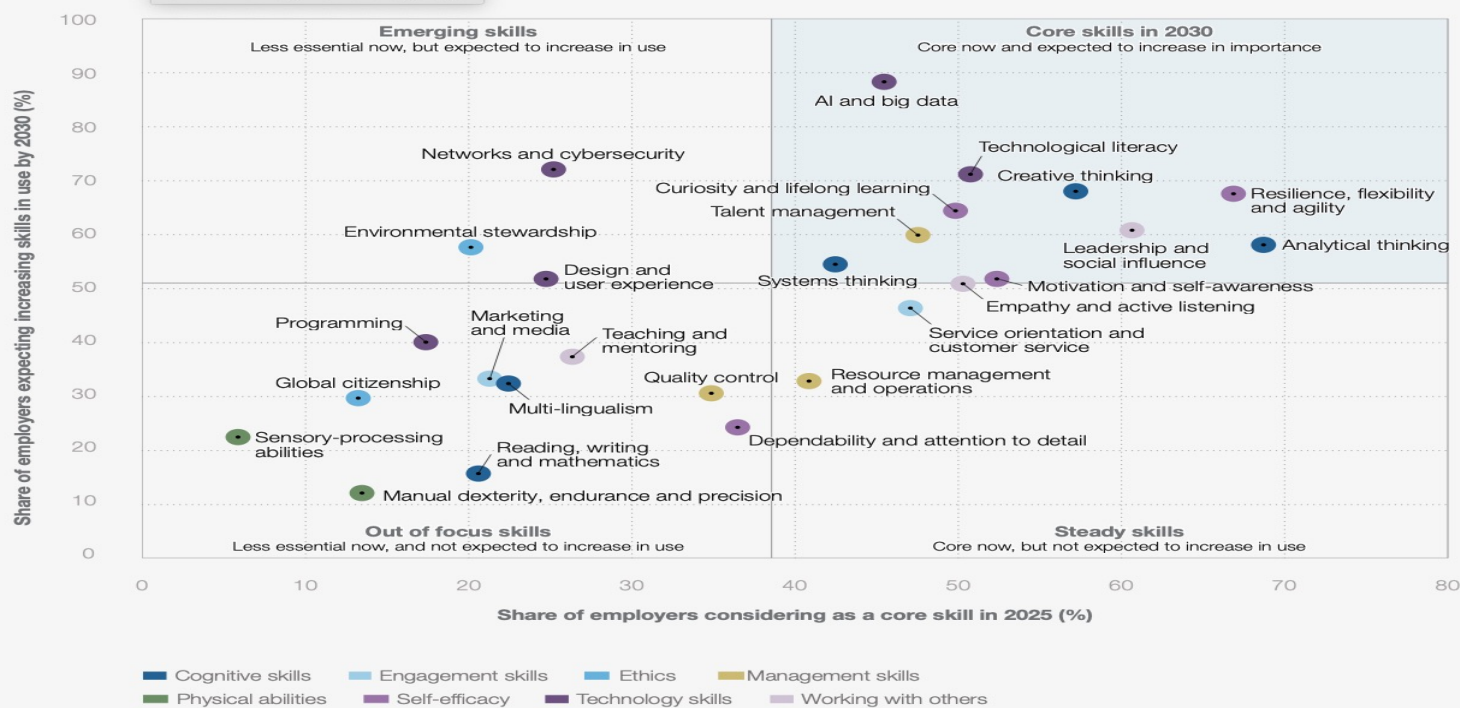 Share of employers expecting increasing skills in use by 2030 (%)
100
90
80
70
60
50
40
30
20
10
0
Emerging skills
Less essential now, but expected to increase in use
Core skills in 2030
Core now and expected to increase in importance
AI and big data
Networks and cybersecurity
Technological literacy
Creative thinking
Curiosity and lifelong learning
Resilience, flexibility
and agility
Talent management
Environmental stewardship
Leadership and
social influence
Analytical thinking
Design and
user experience
Systems thinking
Motivation and self-awareness
Empathy and active listening
Programming
Marketing
and media
Teaching and
mentoring
Service orientation and
customer service
Global citizenship
Quality control
Resource management
and operations
Multi-lingualism
Sensory-processing
abilities
Dependability and attention to detail
Reading, writing
and mathematics
Manual dexterity, endurance and precision
Out of focus skills
Less essential now, and not expected to increase in use
Steady skills
Core now, but not expected to increase in use
0 10 20 30 40 50 60 70 80
Share of employers considering as a core skill in 2025 (%)
Cognitive skills Engagement skills Ethics Management skills
Physical abilities Self-efficacy Technology skills Working with others